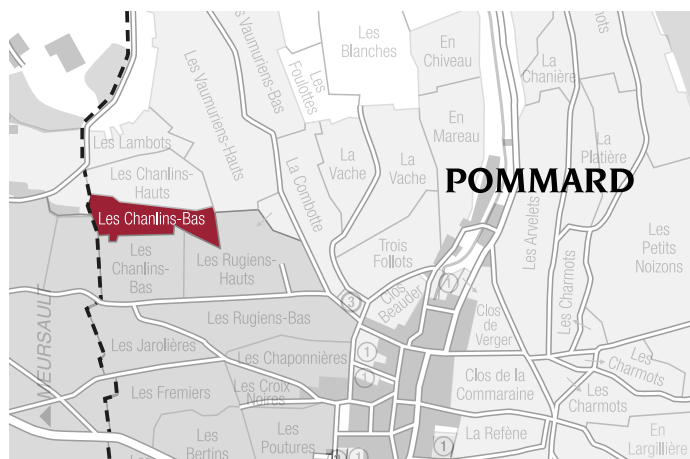 Les
Blanches
En
Chiveau
La
Chanière
Charmots
Les Vaumuriens-Bas
Les
Foulottes
Les Vaumuriens-Hauts
En
Mareau
La
Platière
Les Lambots
La
Vache
La
Vache
POMMARD
Les Chanlins-
Hauts
La Combotte
Les Chanlins-Bas
Les Arvelets
Les
Petits
Noizons
Les
Chanlins-
Bas
Les Rugiens-
Hauts
Trois
Follots
Les Charmots
1
3
Clos
Beauder
Clos
de
Verger
Les Rugiens-Bas
Les Jarolières
Les Chaponnières
1
Les
Charmots
MEURSAULT
1
Clos de la
Commaraine
Les Fremiers
Les Croix
Noires
Les
Charmots
Les
Bertins
Les
Poutures
1
La Refène
En
Largillière